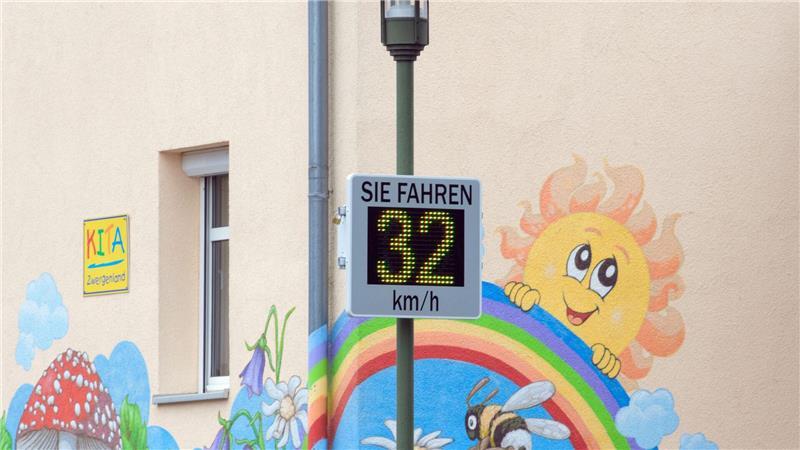 SIE FAHREN
32
km/h
KITA
Zwergenland